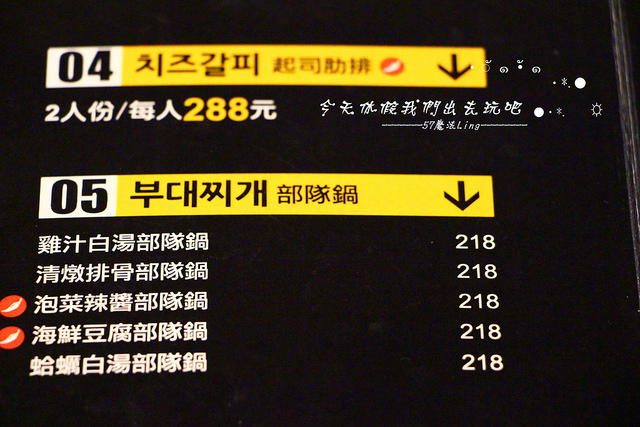 04 치즈갈피 起司肋排
2人份/每人288元
今天休假我們出去玩吧
57魔法Ling
05 부대찌개 部隊鍋
雞汁白湯部隊鍋 218
清燉排骨部隊鍋 218
泡菜辣醬部隊鍋 218
海鮮豆腐部隊鍋 218
蛤蠣白湯部隊鍋 218